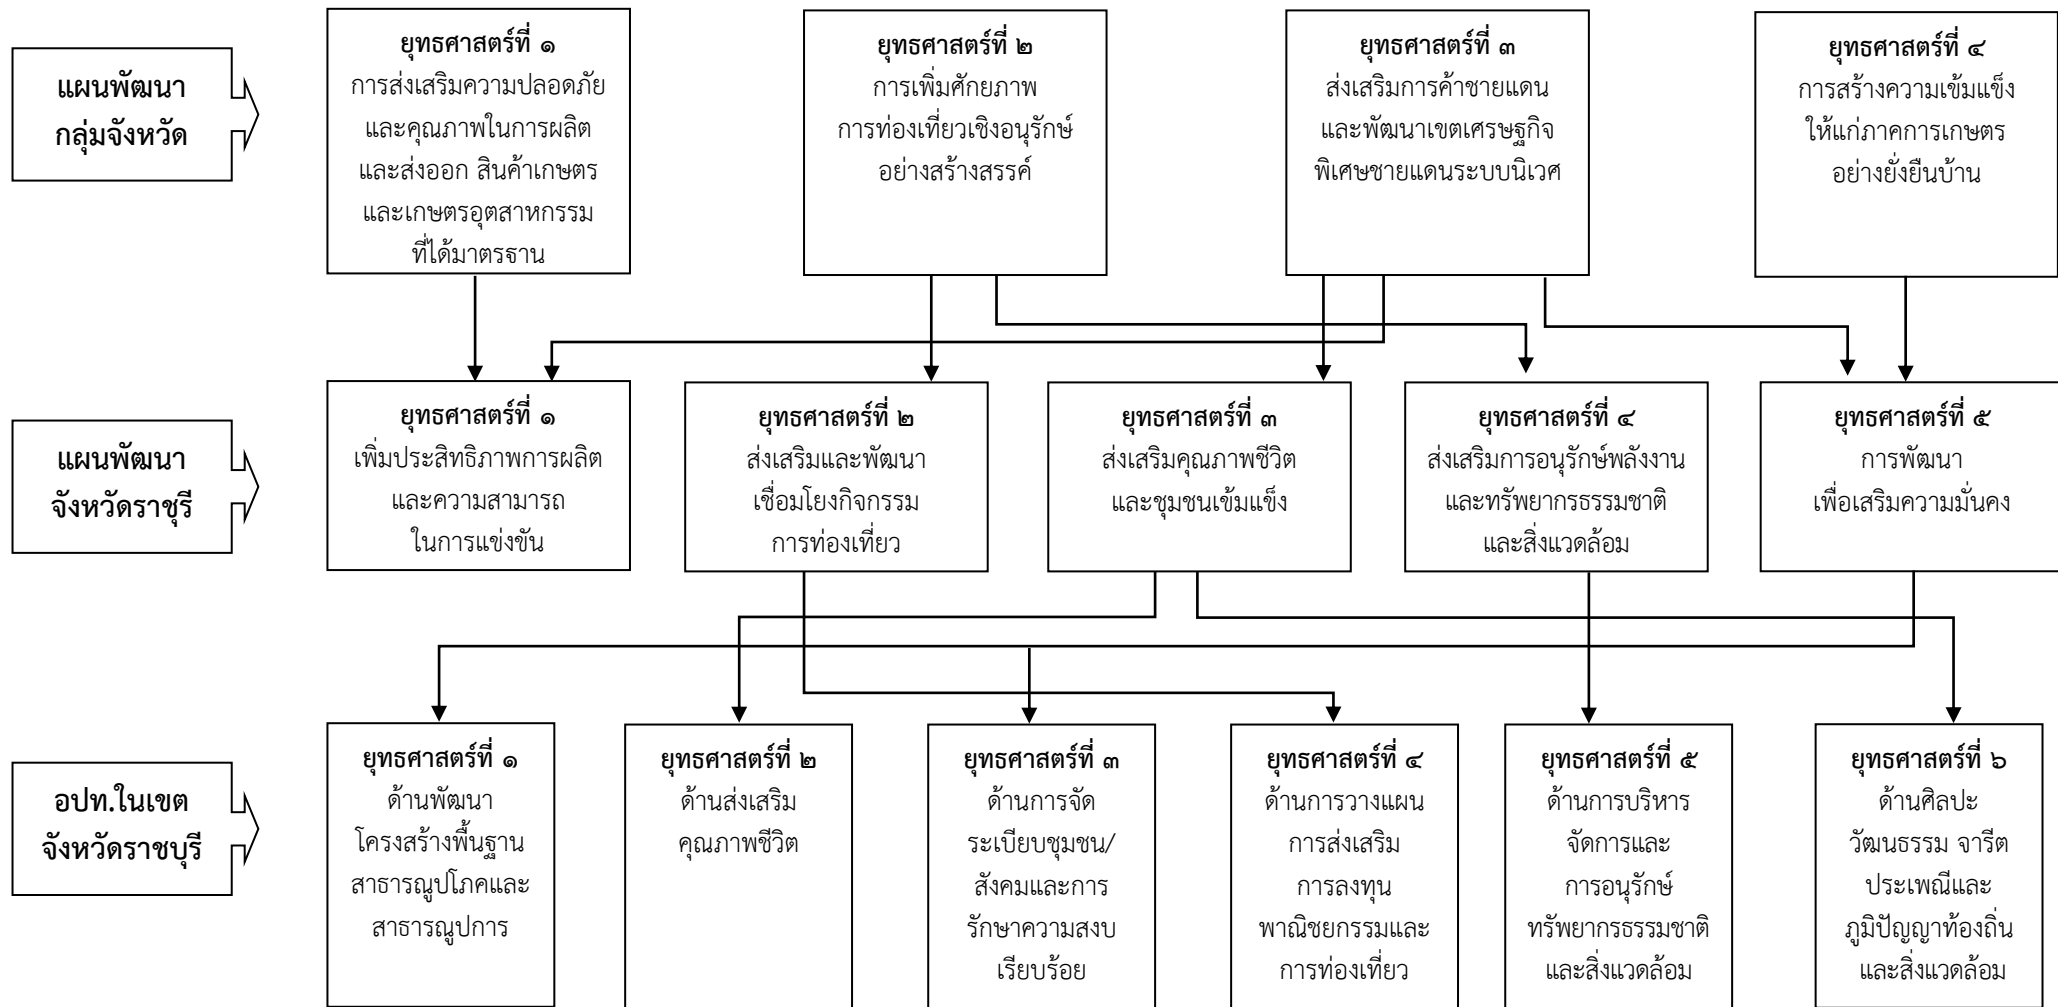 แผนพัฒนา
กลุ่มจังหวัด
ยุทธศาสตร์ที่ ๑
การส่งเสริมความปลอดภัย
และคุณภาพในการผลิต
และส่งออก สินค้าเกษตร
และเกษตรอุตสาหกรรม
ที่ได้มาตรฐาน
ยุทธศาสตร์ที่ ๒
การเพิ่มศักยภาพ
การท่องเที่ยวเชิงอนุรักษ์
อย่างสร้างสรรค์
ยุทธศาสตร์ที่ ๓
ส่งเสริมการค้าชายแดน
และพัฒนาเขตเศรษฐกิจ
พิเศษชายแดนระบบนิเวศ
ยุทธศาสตร์ที่ ๔
การสร้างความเข้มแข็ง
ให้แก่ภาคการเกษตร
อย่างยั่งยืนบ้าน
แผนพัฒนา
จังหวัดราชุรี
ยุทธศาสตร์ที่ ๑
เพิ่มประสิทธิภาพการผลิต
และความสามารถ
ในการแข่งขัน
ยุทธศาสตร์ที่ ๒
ส่งเสริมและพัฒนา
เชื่อมโยงกิจกรรม
การท่องเที่ยว
ยุทธศาสตร์ที่ ๓
ส่งเสริมคุณภาพชีวิต
และชุมชนเข้มแข็ง
ยุทธศาสตร์ที่ ๔
ส่งเสริมการอนุรักษ์พลังงาน
และทรัพยากรธรรมชาติ
และสิ่งแวดล้อม
ยุทธศาสตร์ที่ ๕
การพัฒนา
เพื่อเสริมความมั่นคง
อปท.ในเขต
จังหวัดราชบุรี
ยุทธศาสตร์ที่ ๑
ด้านพัฒนา
โครงสร้างพื้นฐาน
สาธารณูปโภคและ
สาธารณูปการ
ยุทธศาสตร์ที่ ๒
ด้านส่งเสริม
คุณภาพชีวิต
ยุทธศาสตร์ที่ ๓
ด้านการจัด
ระเบียบชุมชน/
สังคมและการ
รักษาความสงบ
เรียบร้อย
ยุทธศาสตร์ที่ ๔
ด้านการวางแผน
การส่งเสริม
การลงทุน
พาณิชยกรรมและ
การท่องเที่ยว
ยุทธศาสตร์ที่ ๕
ด้านการบริหาร
จัดการและ
การอนุรักษ์
ทรัพยากรธรรมชาติ
และสิ่งแวดล้อม
ยุทธศาสตร์ที่ ๖
ด้านศิลปะ
วัฒนธรรม จารีต
ประเพณีและ
ภูมิปัญญาท้องถิ่น
และสิ่งแวดล้อม